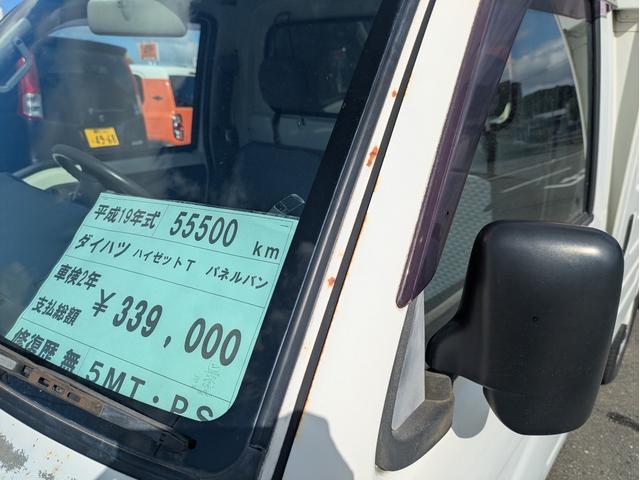 平成19年式 55500 km
ダイハツ ハイゼットT パネルバン
車検2年
支払総額 ¥339,000
修復歴 無 5MT・PS
49-61